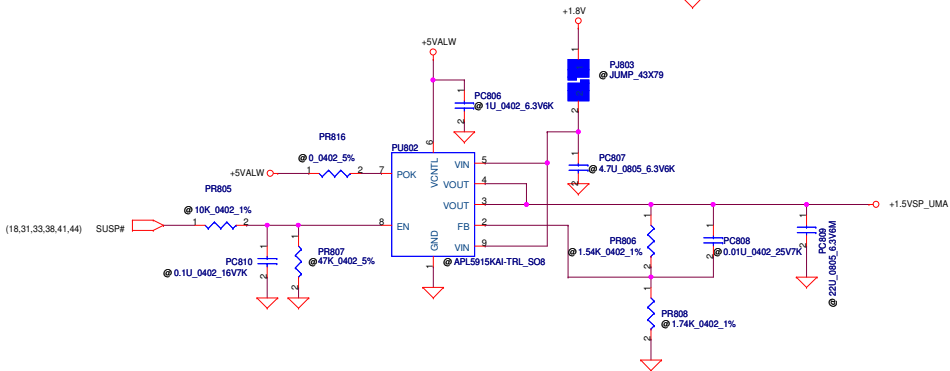 +1.8V
+5VALW
1
PJ803
@ JUMP_43X79
2
1
PC806
@ 1U_0402_6.3V6K
2
PR816
@ 0_0402_5%
PU802
6
1
PC807
@ 4.7U_0805_6.3V6K
2
+5VALW
1
2
7
POK
VCNTL
VIN
5
VOUT
4
PR805
@ 10K_0402_1%
VOUT
3
+1.5VSP_UMA
(18,31,33,38,41,44)
SUSP#
1
2
8
EN
FB
2
GND
VIN
9
1
PR806
@ 1.54K_0402_1%
2
1
PC808
@ 0.01U_0402_25V7K
2
1
PC809
@ 22U_0805_6.3V6M
2
1
PC810
@ 0.1U_0402_16V7K
2
1
PR807
@ 47K_0402_5%
2
1
@ APL5915KAI-TRL_SO8
1
PR808
@ 1.74K_0402_1%
2